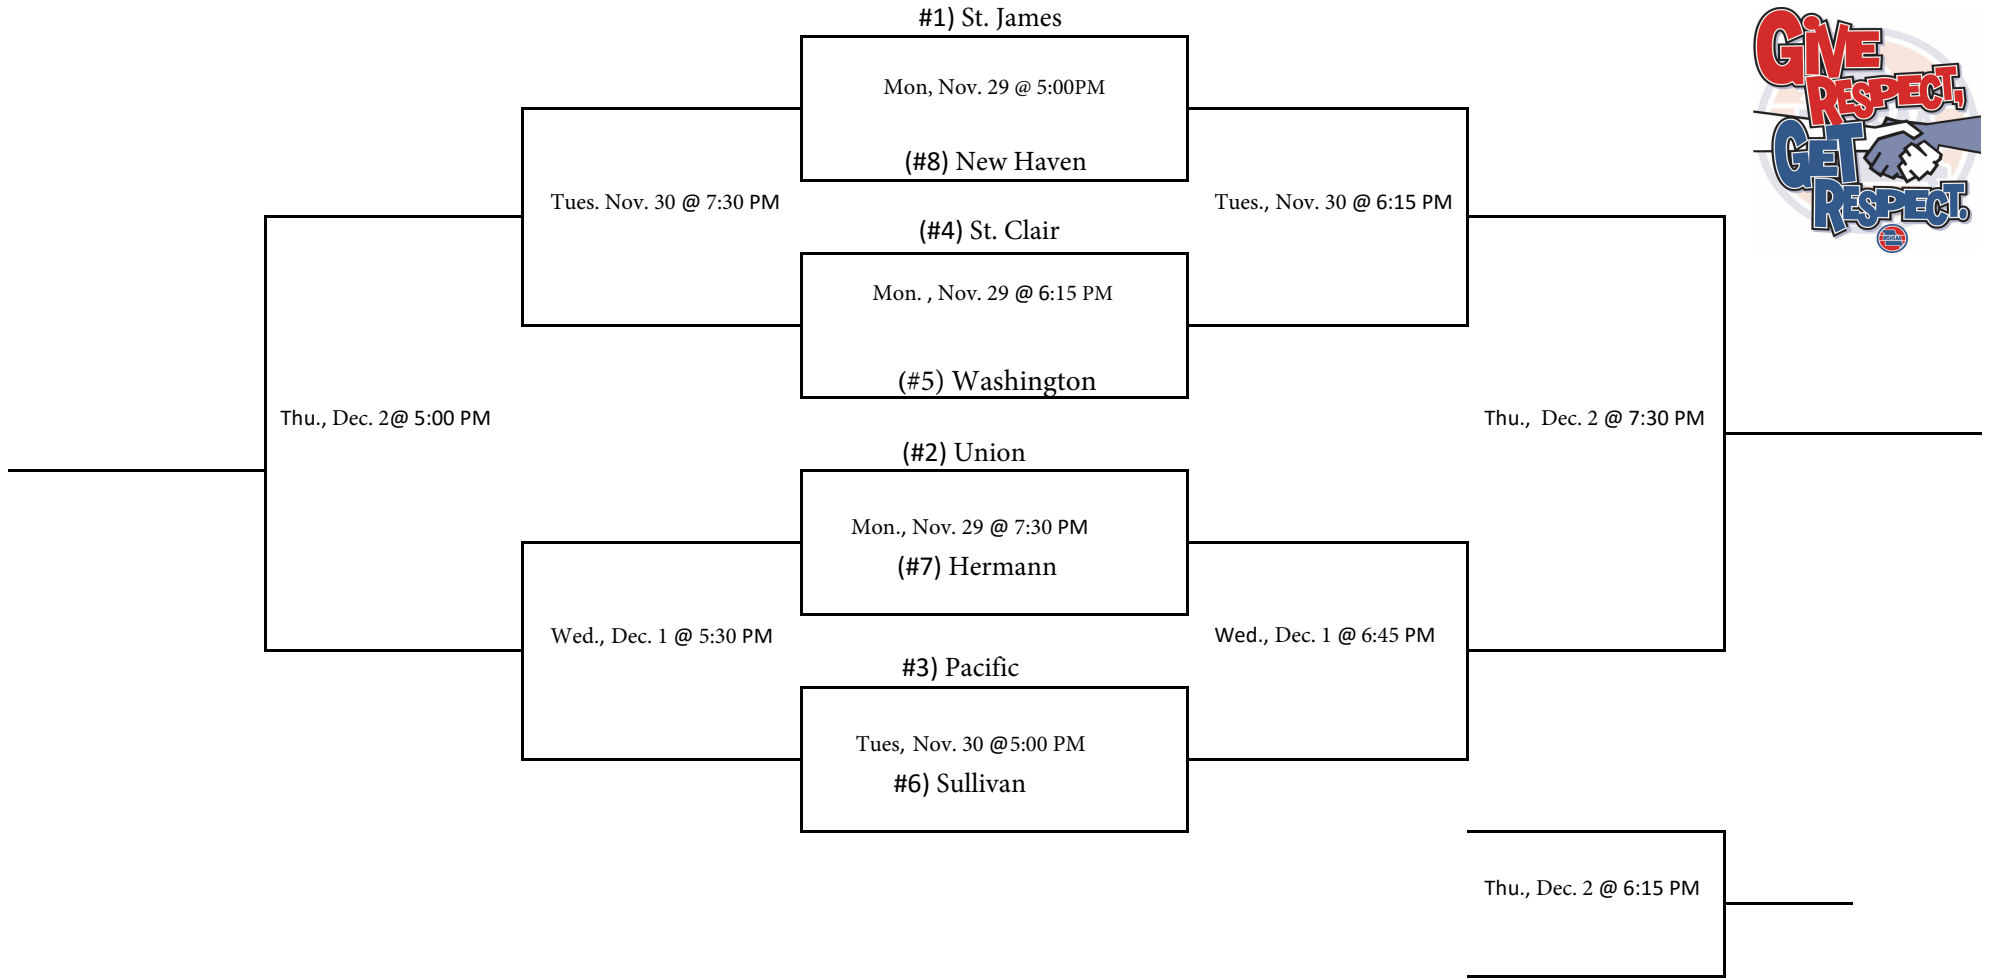 #1) St. James
Mon, Nov. 29 @ 5:00PM
(#8) New Haven
Tues. Nov. 30 @ 7:30 PM
Tues., Nov. 30 @ 6:15 PM
(#4) St. Clair
Mon. , Nov. 29 @ 6:15 PM
(#5) Washington
Thu., Dec. 2@ 5:00 PM
Thu., Dec. 2 @ 7:30 PM
(#2) Union
Mon., Nov. 29 @ 7:30 PM
(#7) Hermann
Wed., Dec. 1 @ 5:30 PM
Wed., Dec. 1 @ 6:45 PM
#3) Pacific
Tues, Nov. 30 @5:00 PM
#6) Sullivan
Thu., Dec. 2 @ 6:15 PM
GiVE
RESPECT,
GET
RESPECT.
MSHSAA